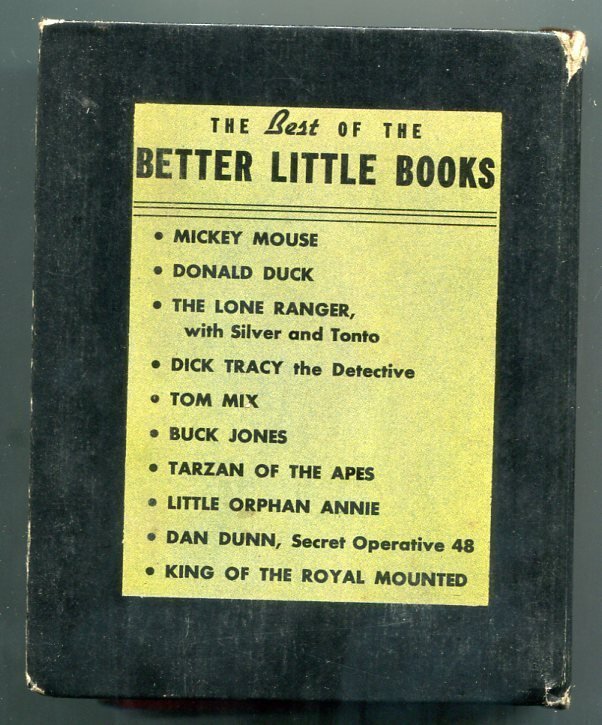 THE Best OF THE
BETTER LITTLE BOOKS
• MICKEY MOUSE
• DONALD DUCK
• THE LONE RANGER,
with Silver and Tonto
• DICK TRACY the Detective
• TOM MIX
• BUCK JONES
• TARZAN OF THE APES
• LITTLE ORPHAN ANNIE
• DAN DUNN, Secret Operative 48
• KING OF THE ROYAL MOUNTED